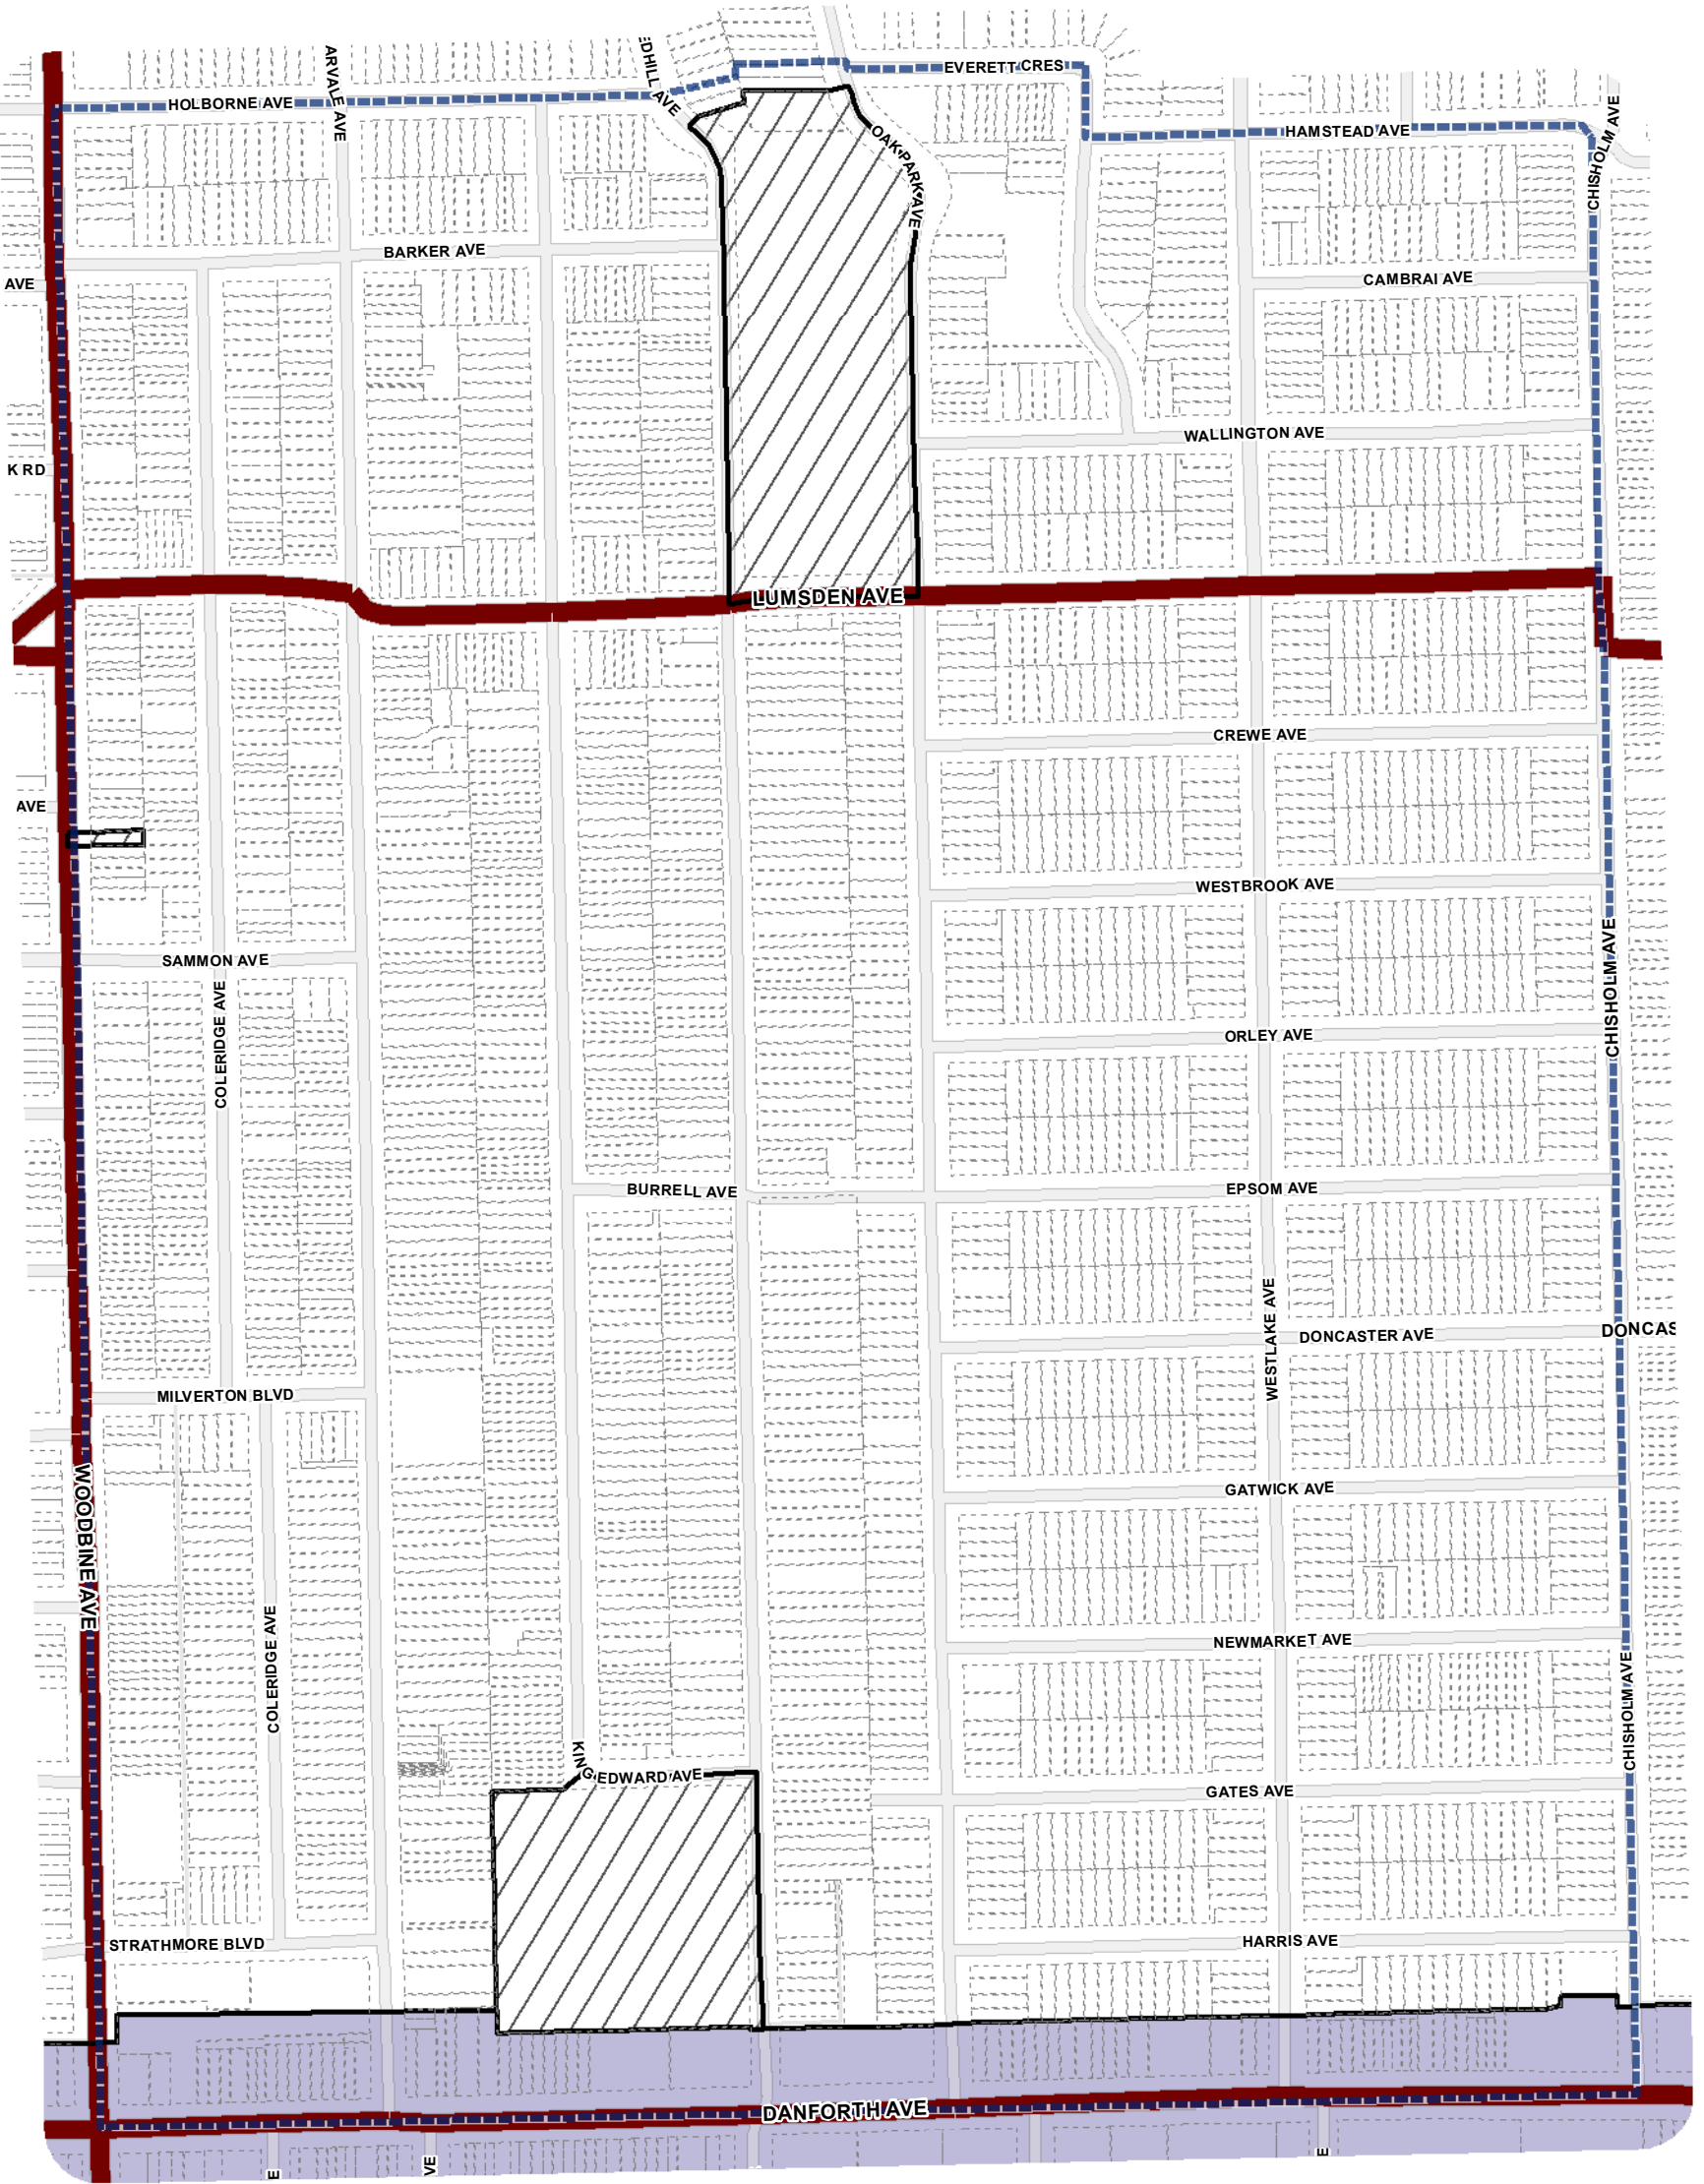 EDHILL AVE
EVERETT CRES
HOLBORNE AVE
ARVALE AVE
OAK PARK AVE
HAMSTEAD AVE
CHISHOLM AVE
BARKER AVE
AVE
CAMBRAI AVE
WALLINGTON AVE
K RD
LUMSDEN AVE
CREWE AVE
AVE
WESTBROOK AVE
SAMMON AVE
COLERIDGE AVE
CHISHOLM AVE
ORLEY AVE
BURRELL AVE
EPSOM AVE
WESTLAKE AVE
DONCASTER AVE
DONCAS
MILVERTON BLVD
WOODBINE AVE
GATWICK AVE
COLERIDGE AVE
NEWMARKET AVE
CHISHOLM AVE
KING EDWARD AVE
GATES AVE
STRATHMORE BLVD
HARRIS AVE
DANFORTH AVE
E
VE
E